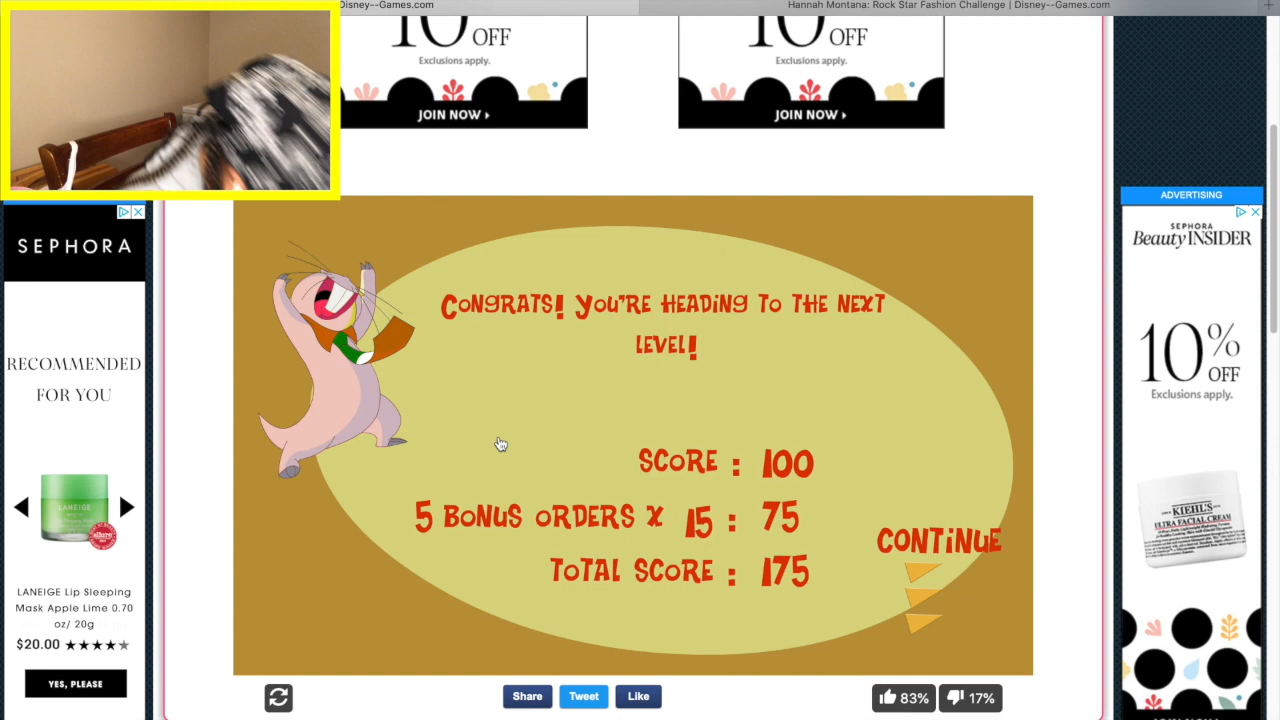 Disney--Games.com
Hannah Montana: Rock Star Fashion Challenge | Disney--Games.com
+
10 OFF
Exclusions apply.
JOIN NOW
10 OFF
Exclusions apply.
JOIN NOW
ADVERTISING
SEPHORA
RECOMMENDED
FOR YOU
LANEIGE
allure
LANEIGE Lip Sleeping
Mask Apple Lime 0.70
oz/ 20g
$20.00
YES, PLEASE
CONGRATS! YOU'RE HEADING TO THE NEXT
LEVEL!
SCORE : 100
5 BONUS ORDERS X 15 : 75
TOTAL SCORE : 175
CONTINUE
Share
Tweet
Like
83%
17%
SEPHORA
Beauty INSIDER
10%
OFF
Exclusions apply.
KIEHL'S
ULTRA FACIAL CREAM